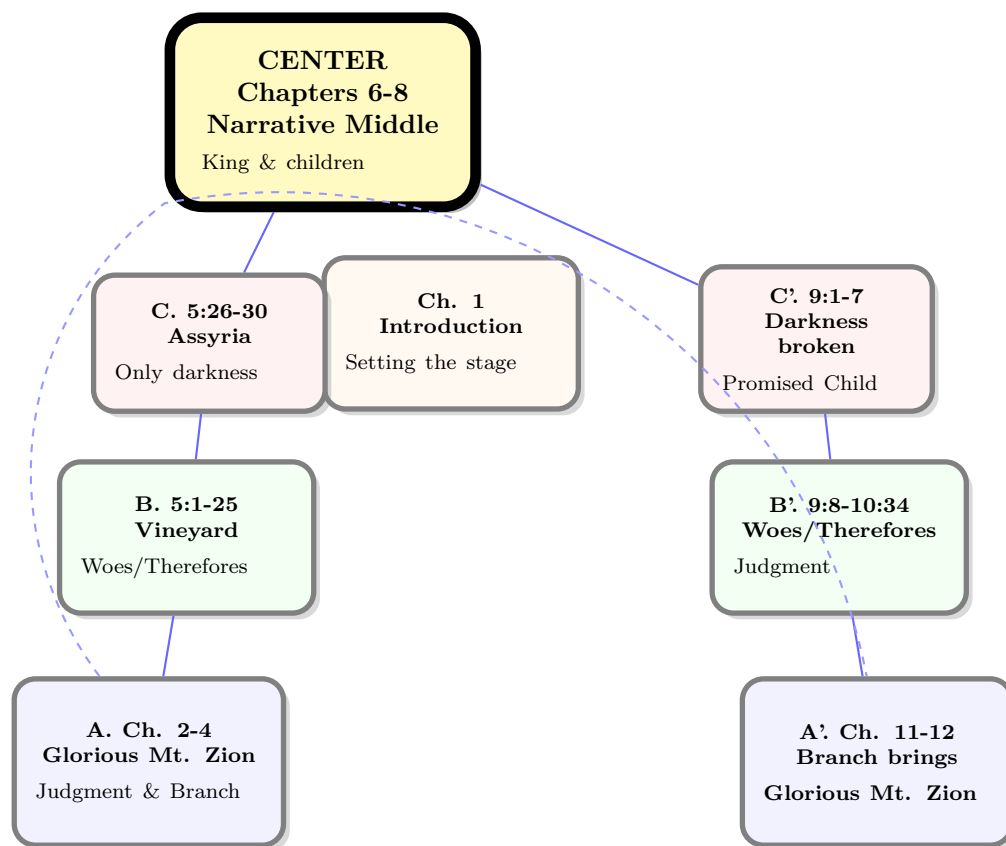 CENTER
Chapters 6-8
Narrative Middle
King & children
C. 5:26-30
Assyria
Only darkness
Ch. 1
Introduction
Setting the stage
C'. 9:1-7
Darkness
broken
Promised Child
B. 5:1-25
Vineyard
Woes/Therefores
B'. 9:8-10:34
Woes/Therefores
Judgment
A. Ch. 2-4
Glorious Mt. Zion
Judgment & Branch
A'. Ch. 11-12
Branch brings
Glorious Mt. Zion